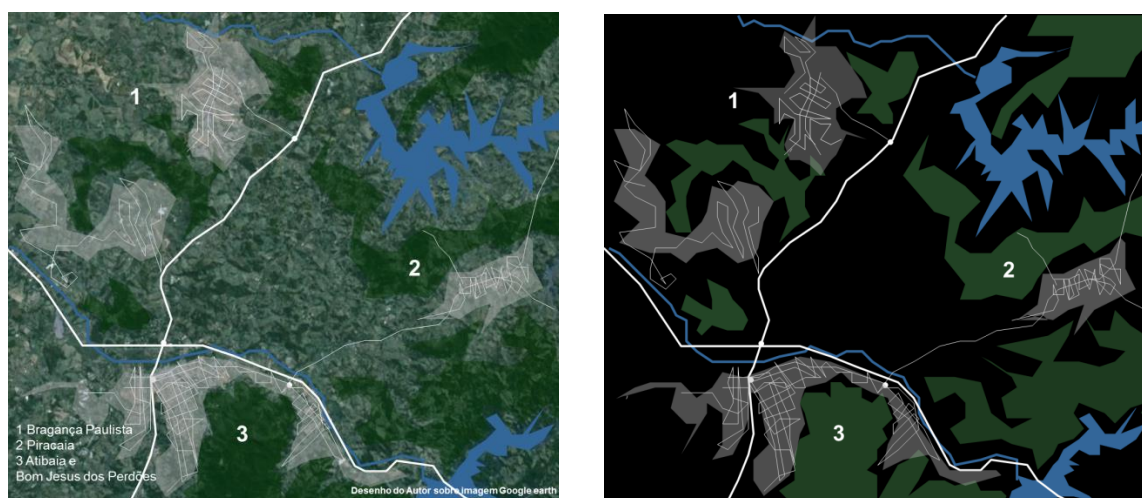 1
2
3
1 Bragança Paulista
2 Piracaia
3 Atibaia e
Bom Jesus dos Perdões
Desenho do Autor sobre imagem Google earth
1
2
3